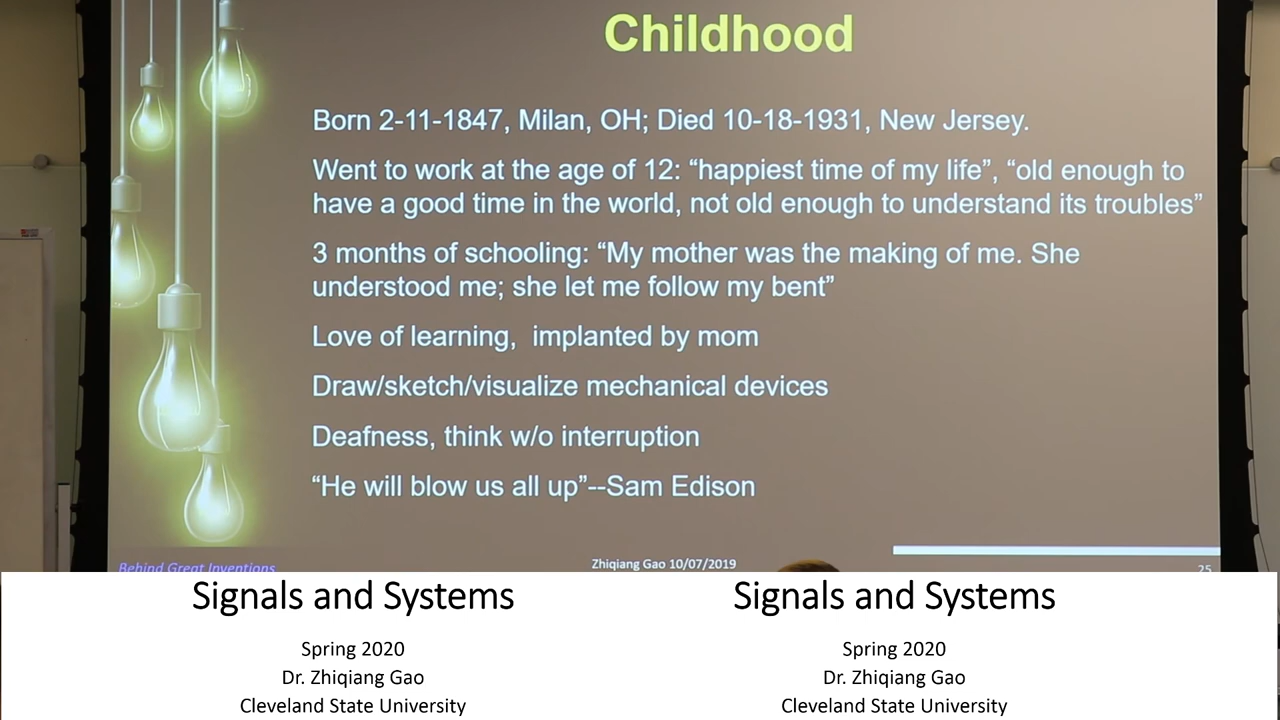 Childhood
Born 2-11-1847, Milan, OH; Died 10-18-1931, New Jersey.
Went to work at the age of 12: “happiest time of my life”, “old enough to
have a good time in the world, not old enough to understand its troubles”
3 months of schooling: “My mother was the making of me. She
understood me; she let me follow my bent”
Love of learning, implanted by mom
Draw/sketch/visualize mechanical devices
Deafness, think w/o interruption
“He will blow us all up”--Sam Edison
Behind Great Inventions
Zhiqiang Gao 10/07/2019
25
Signals and Systems
Spring 2020
Dr. Zhiqiang Gao
Cleveland State University
Signals and Systems
Spring 2020
Dr. Zhiqiang Gao
Cleveland State University